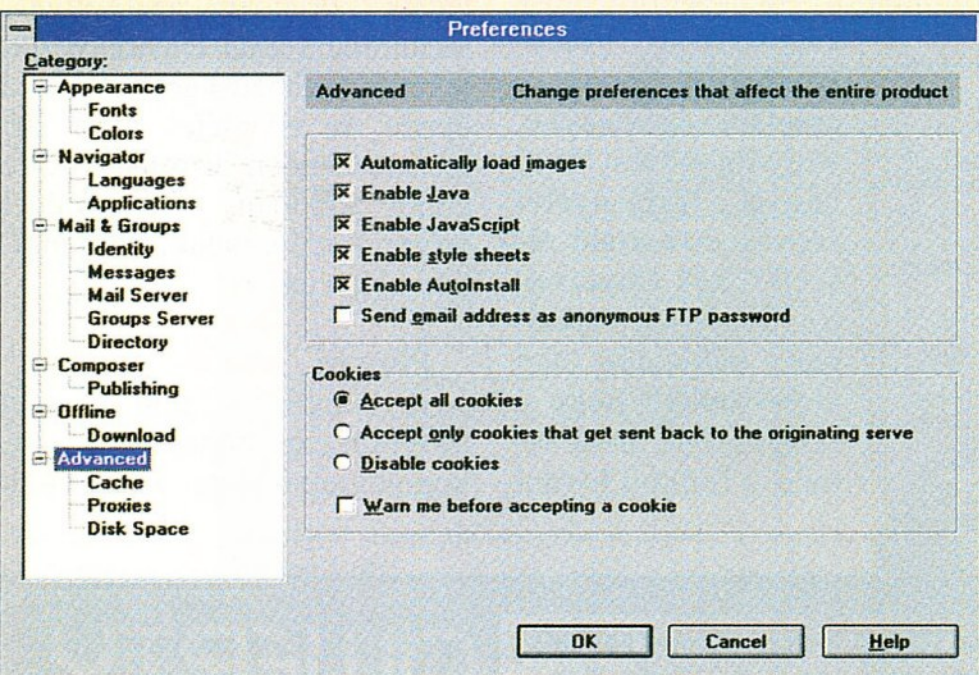 Preferences
Category:
Appearance
Fonts
Colors
Navigator
Languages
Applications
Mail & Groups
Identity
Messages
Mail Server
Groups Server
Directory
Composer
Publishing
Offline
Download
Advanced
Cache
Proxies
Disk Space
Advanced Change preferences that affect the entire product
Automatically load images
Enable Java
Enable JavaScript
Enable style sheets
Enable AutoInstall
Send email address as anonymous FTP password
Cookies
Accept all cookies
Accept only cookies that get sent back to the originating serve
Disable cookies
Warn me before accepting a cookie
OK Cancel Help